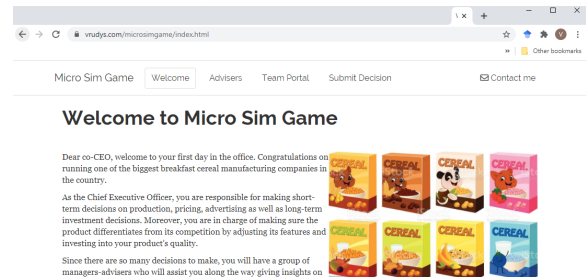 vrudys.com/microsimgame/index.html
Other bookmarks
Micro Sim Game Welcome Advisers Team Portal Submit Decision Contact me
Welcome to Micro Sim Game
Dear co-CEO, welcome to your first day in the office. Congratulations on
running one of the biggest breakfast cereal manufacturing companies in
the country.
As the Chief Executive Officer, you are responsible for making short-
term decisions on production, pricing, advertising as well as long-term
investment decisions. Moreover, you are in charge of making sure the
product differentiates from its competition by adjusting its features and
investing into your product's quality.
Since there are so many decisions to make, you will have a group of
managers-advisers who will assist you along the way giving insights on
CEREAL CEREAL CEREAL CEREAL
CEREAL CEREAL CEREAL CEREAL